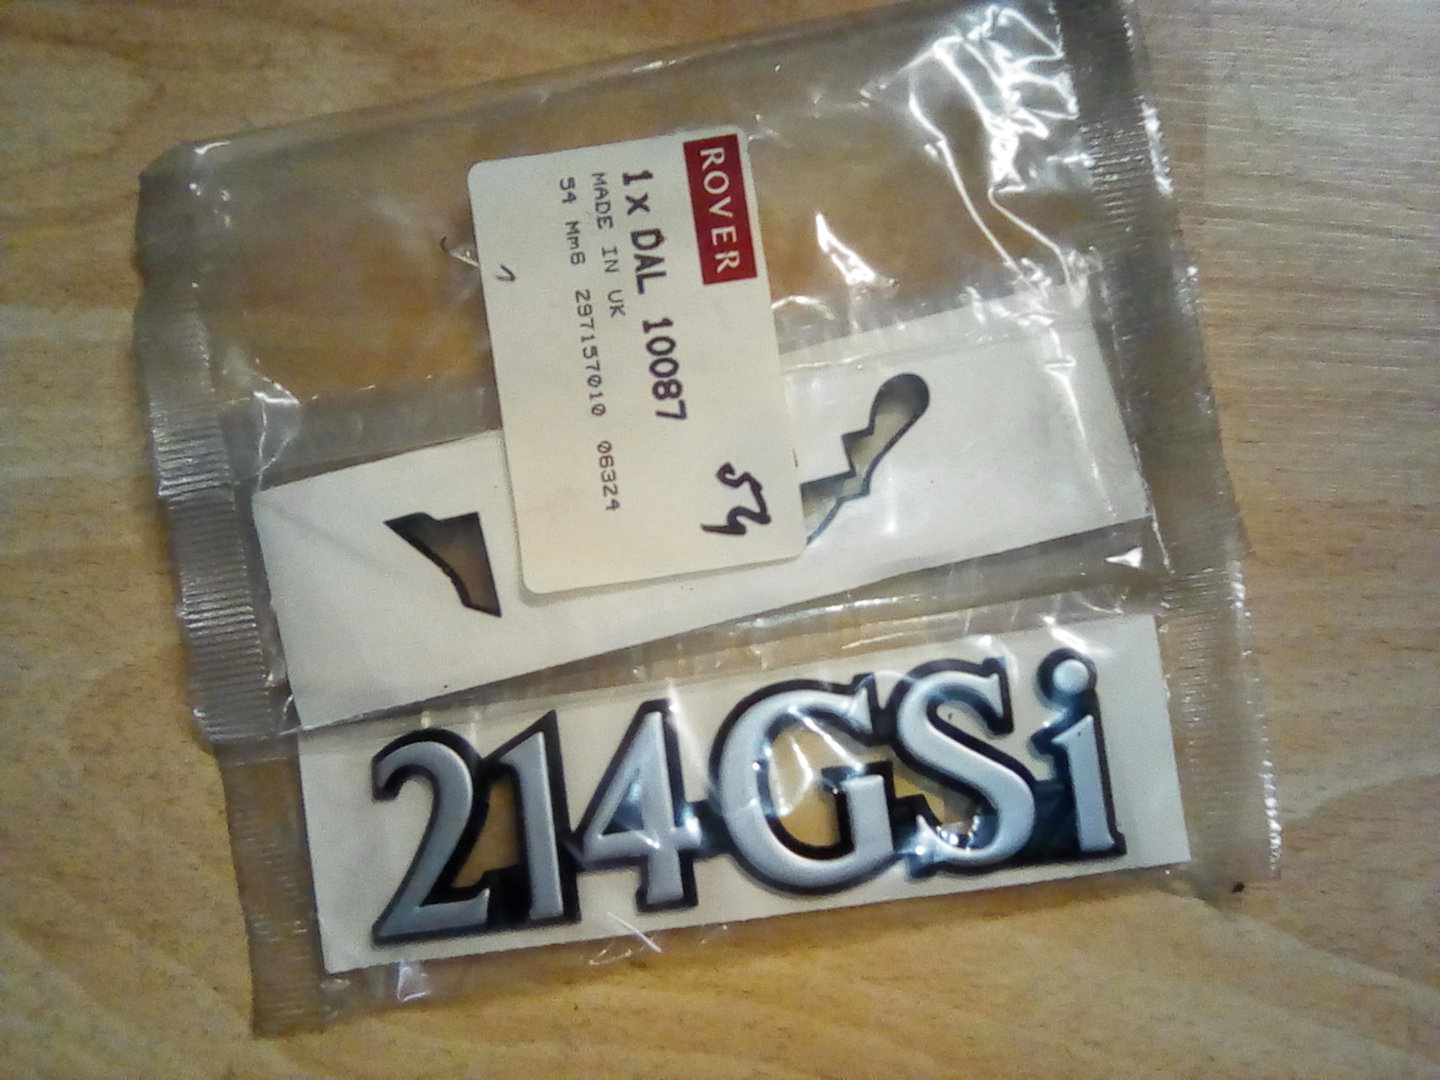 ROVER
1 x DAL 10087
MADE IN UK
54 MmB 297157010 06324
214GSi